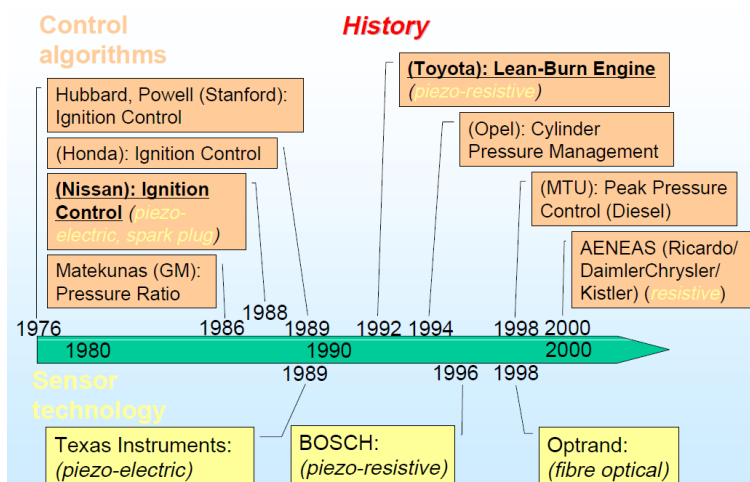 Control
algorithms
History
Hubbard, Powell (Stanford):
Ignition Control
(Honda): Ignition Control
(Nissan): Ignition
Control (piezo-
electric, spark plug)
Matekunas (GM):
Pressure Ratio
(Toyota): Lean-Burn Engine
(piezo-resistive)
(Opel): Cylinder
Pressure Management
(MTU): Peak Pressure
Control (Diesel)
AENEAS (Ricardo/
DaimlerChrysler/
Kistler) (resistive)
1976
1986
1988
1989
1992
1994
1998
2000
1980
1990
2000
1989
1996
1998
Sensor
technology
Texas Instruments:
(piezo-electric)
BOSCH:
(piezo-resistive)
Optrand:
(fibre optical)